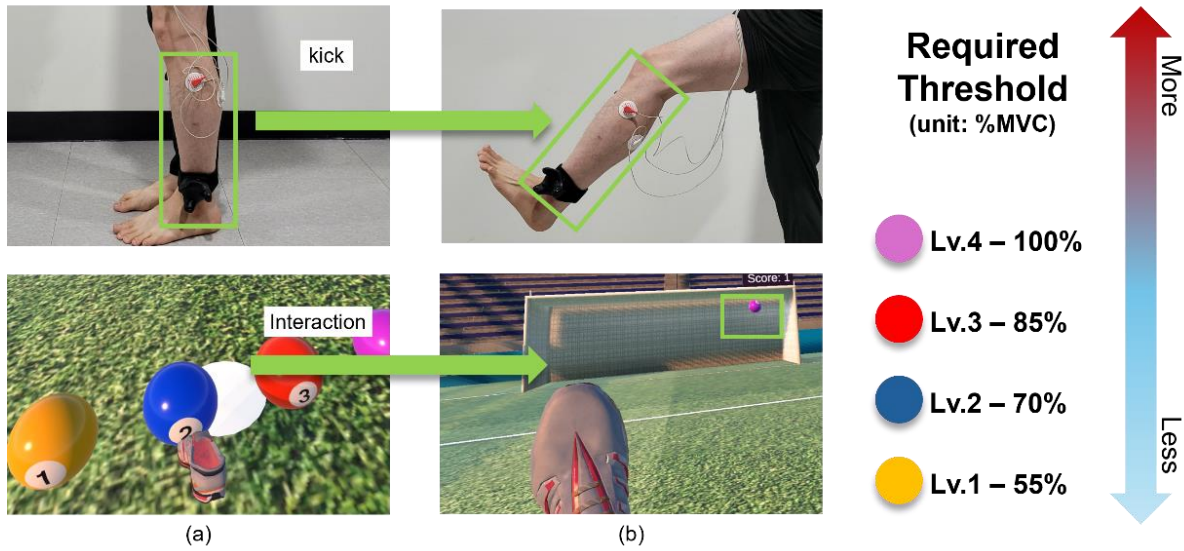 kick
Interaction
Score: 1
1
2
3
(a)
(b)
Required
Threshold
(unit: %MVC)
Lv.4 – 100%
Lv.3 – 85%
Lv.2 – 70%
Lv.1 – 55%
More
Less